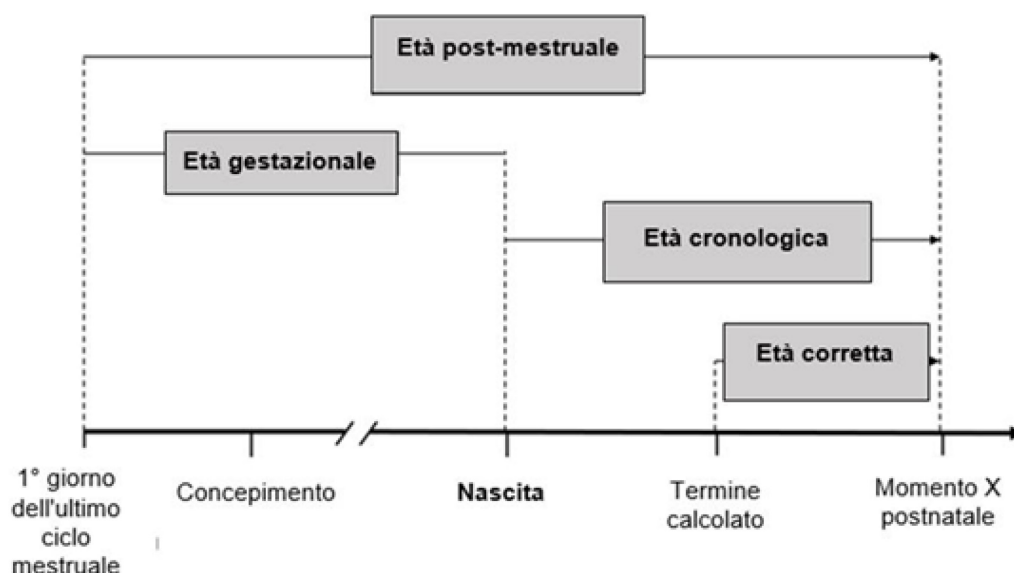 Età post-mestruale
Età gestazionale
Età cronologica
Età corretta
1° giorno
dell'ultimo
ciclo
mestruale
Concepimento
Nascita
Termine
calcolato
Momento X
postnatale